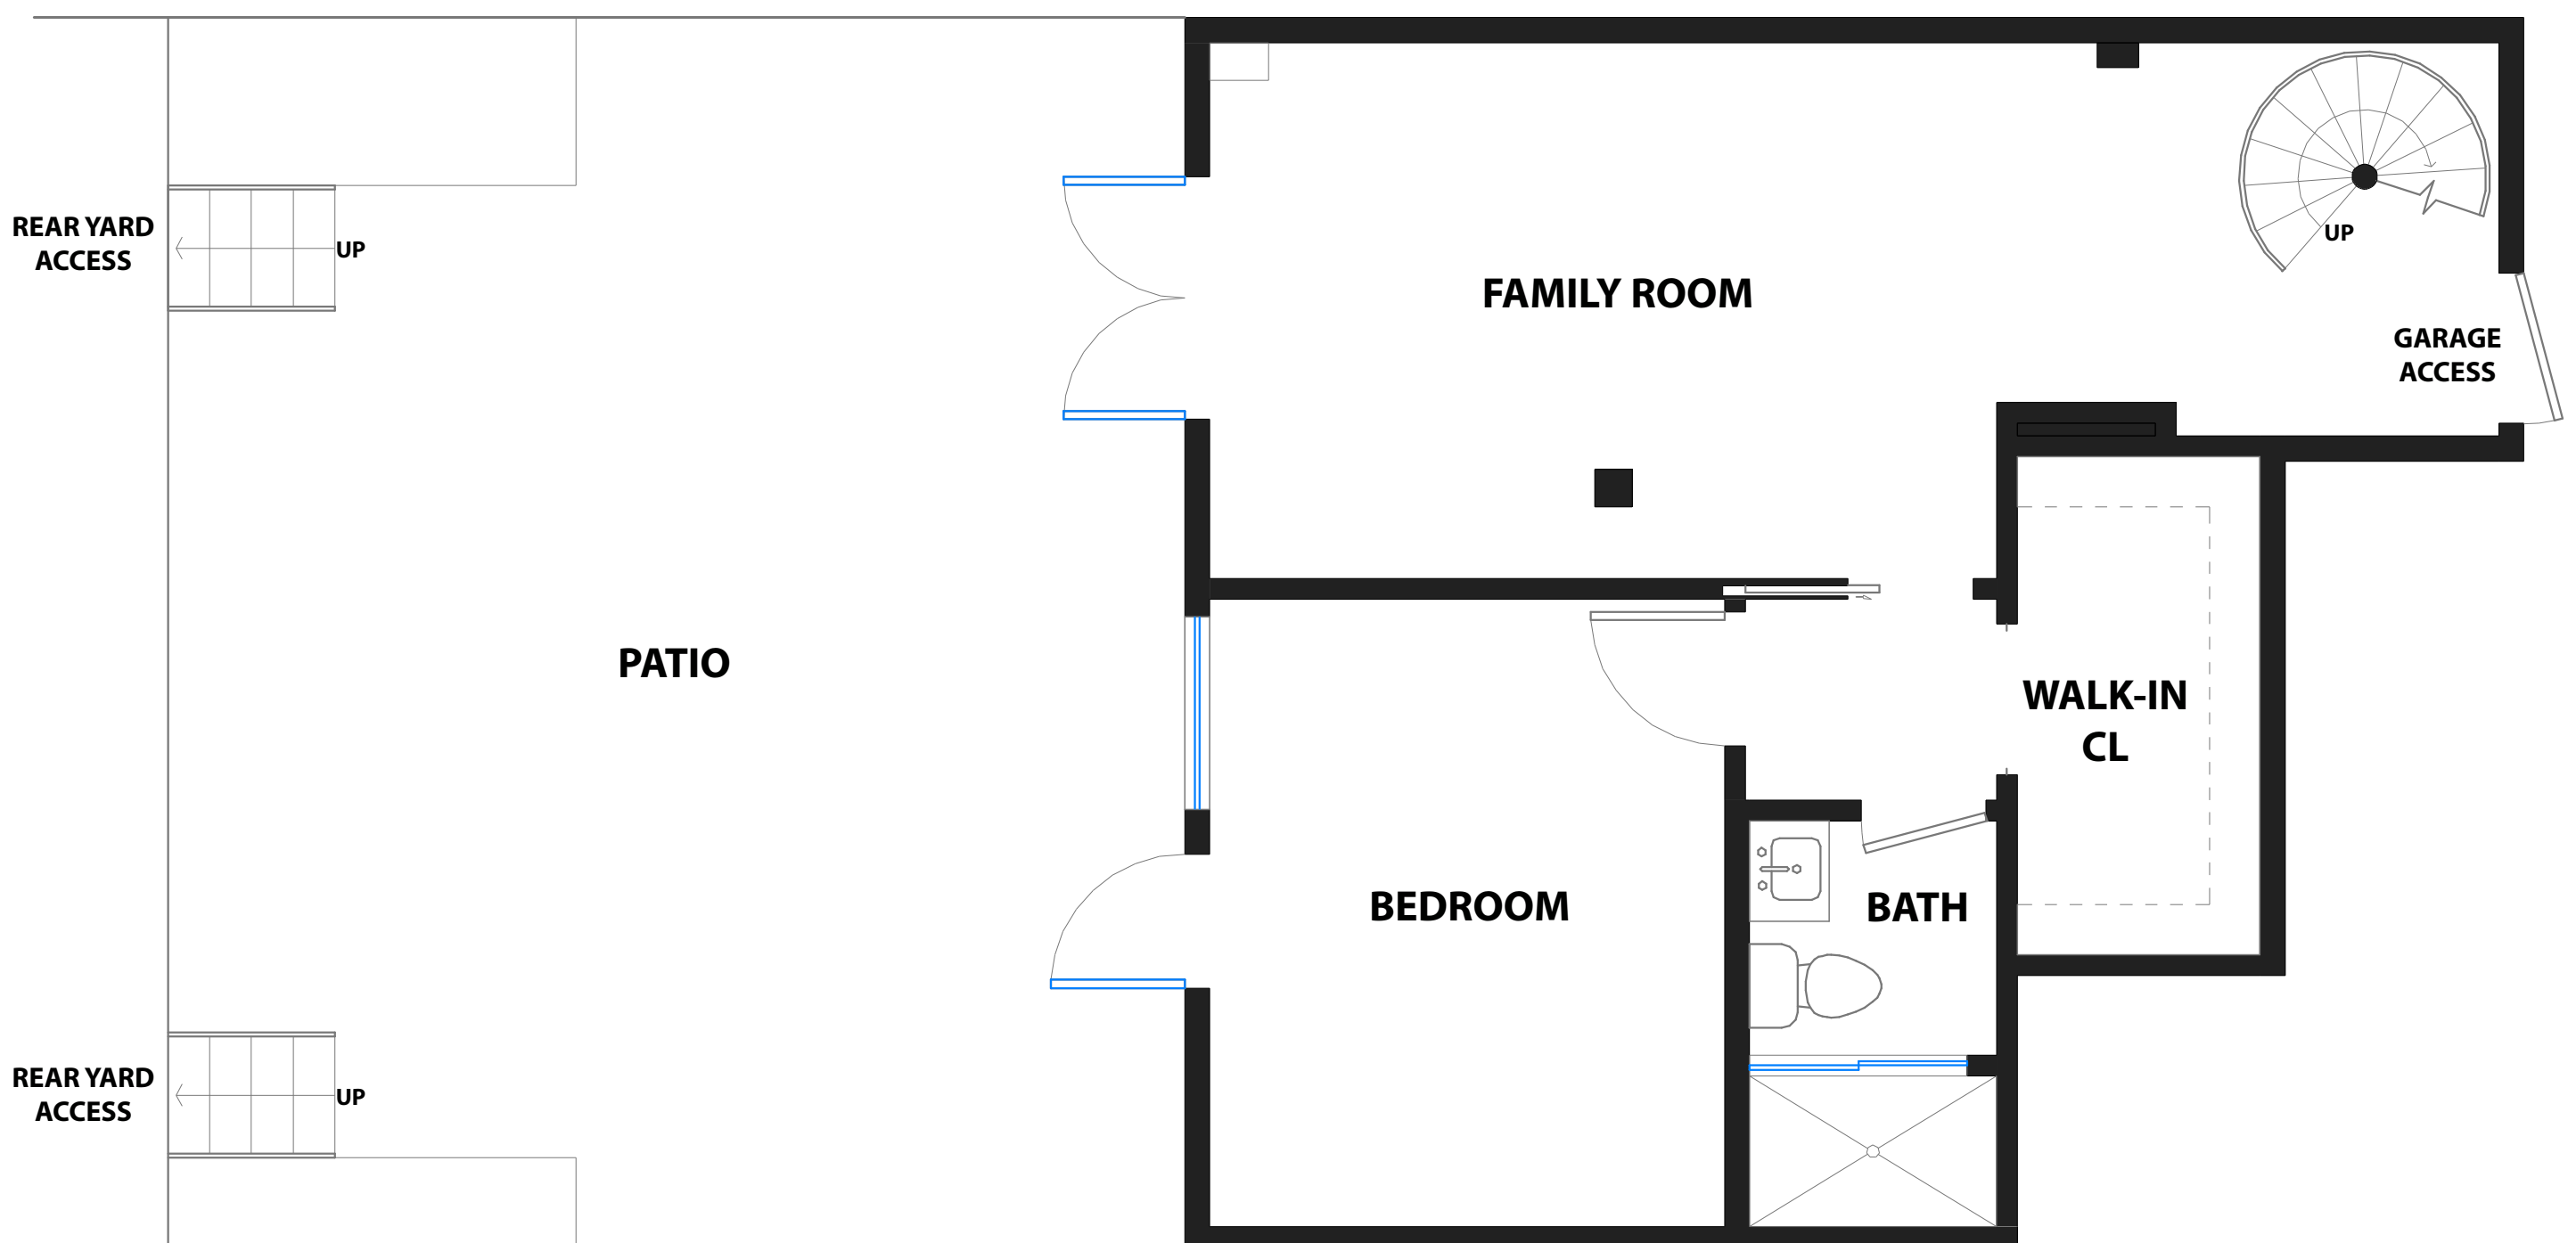 REAR YARD
ACCESS
UP
FAMILY ROOM
UP
GARAGE
ACCESS
PATIO
WALK-IN
CL
BEDROOM
BATH
REAR YARD
ACCESS
UP